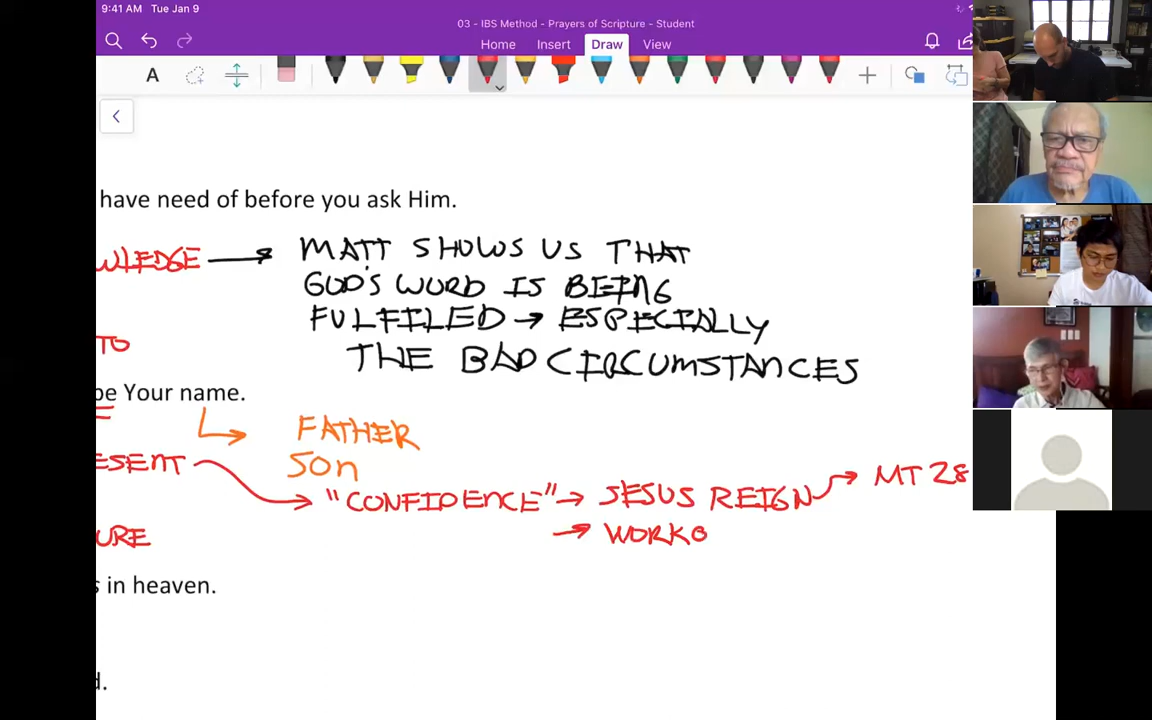 9:41 AM Tue Jan 9
03 - IBS Method - Prayers of Scripture - Student
Home Insert Draw View
A
have need of before you ask Him.
WLEDGE → MATT SHOWS US THAT
GOD'S WORD IS BEING
FULFILED → ESPECIALLY
THE BAD CIRCUMSTANCES
TO
be Your name.
FATHER
SON
ESENT
"CONFIDENCE" → JESUS REIGN → MT 28
→ WORKO
URE
s in heaven.
d.